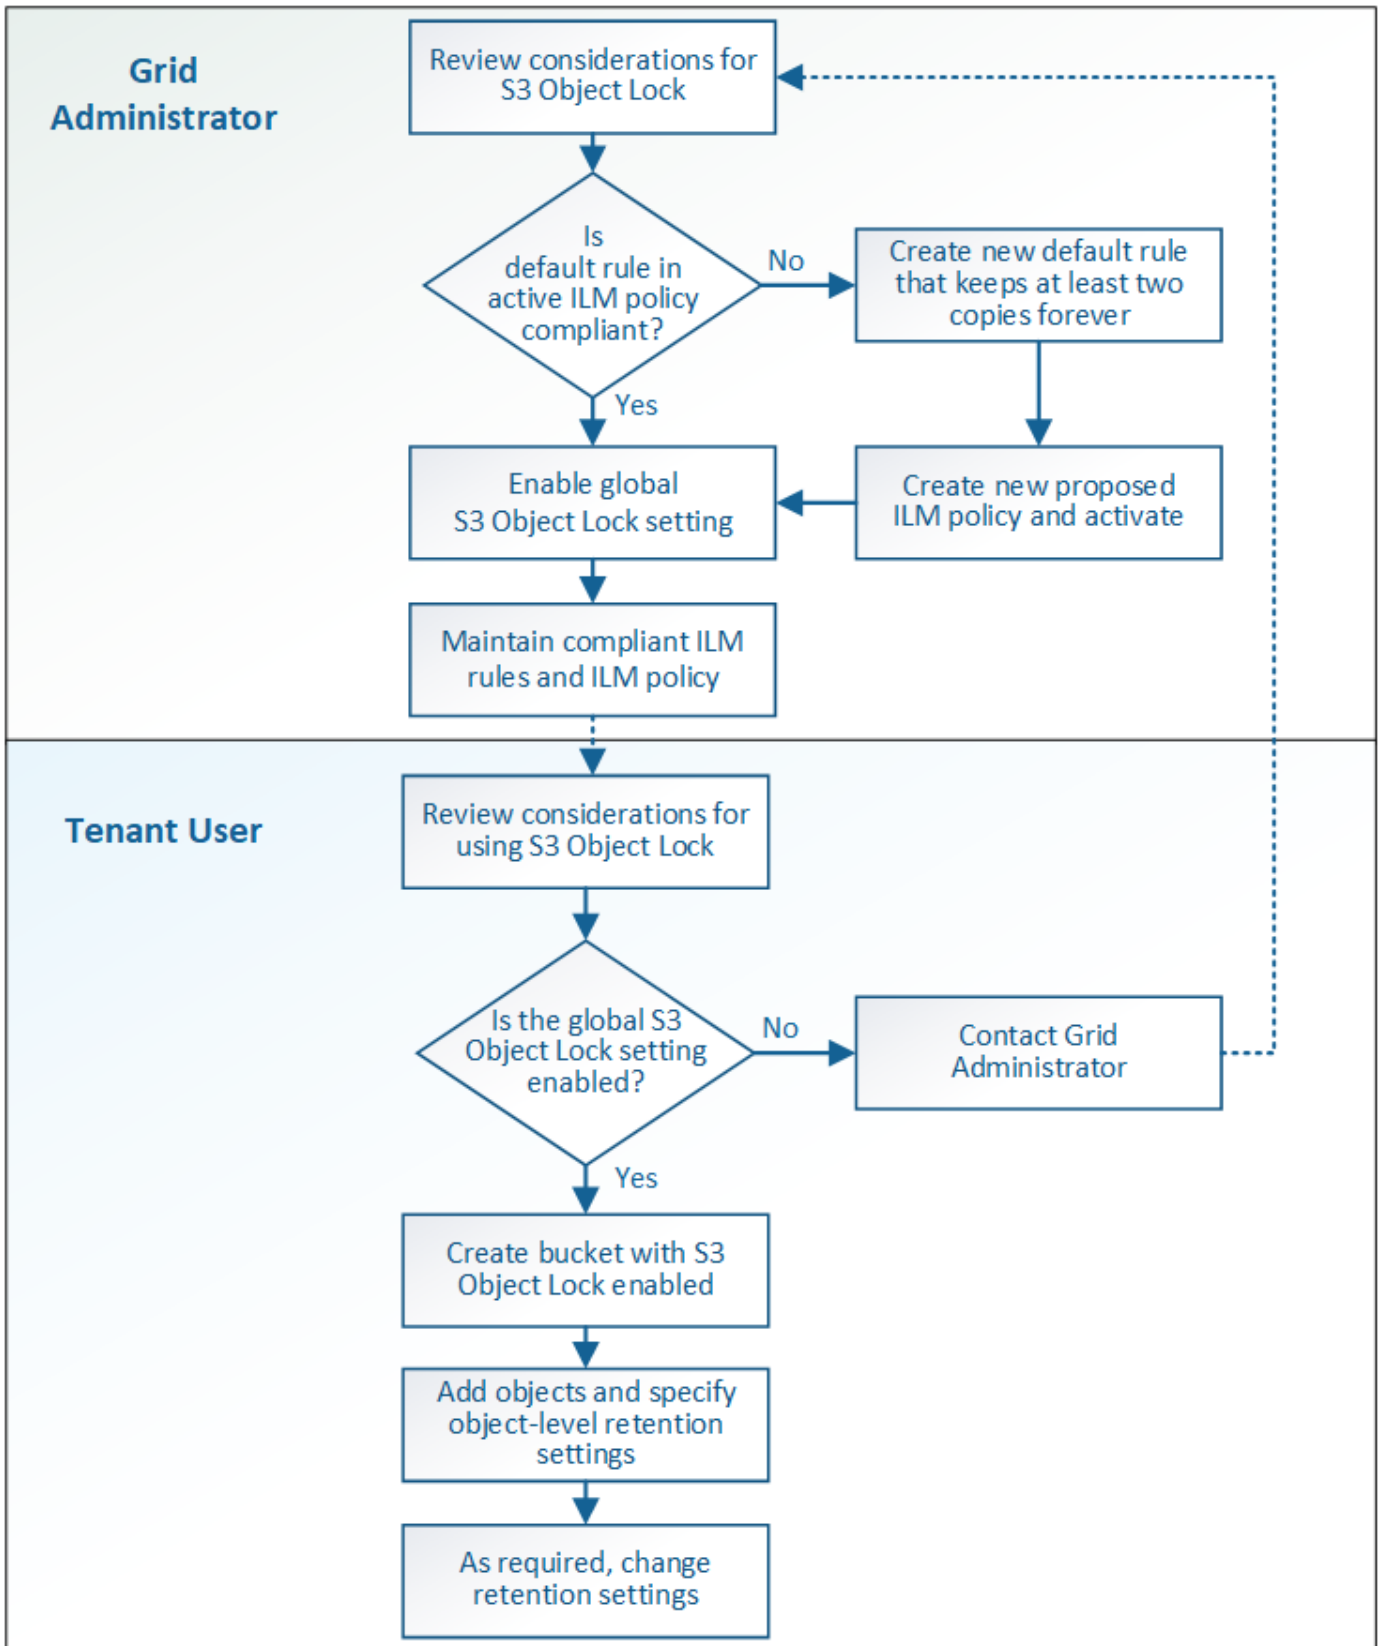 Grid
Administrator
Review considerations for
S3 Object Lock
Is
default rule in
active ILM policy
compliant?
No
Create new default rule
that keeps at least two
copies forever
Yes
Enable global
S3 Object Lock setting
Create new proposed
ILM policy and activate
Maintain compliant ILM
rules and ILM policy
Tenant User
Review considerations for
using S3 Object Lock
Is the global S3
Object Lock setting
enabled?
No
Contact Grid
Administrator
Yes
Create bucket with S3
Object Lock enabled
Add objects and specify
object-level retention
settings
As required, change
retention settings